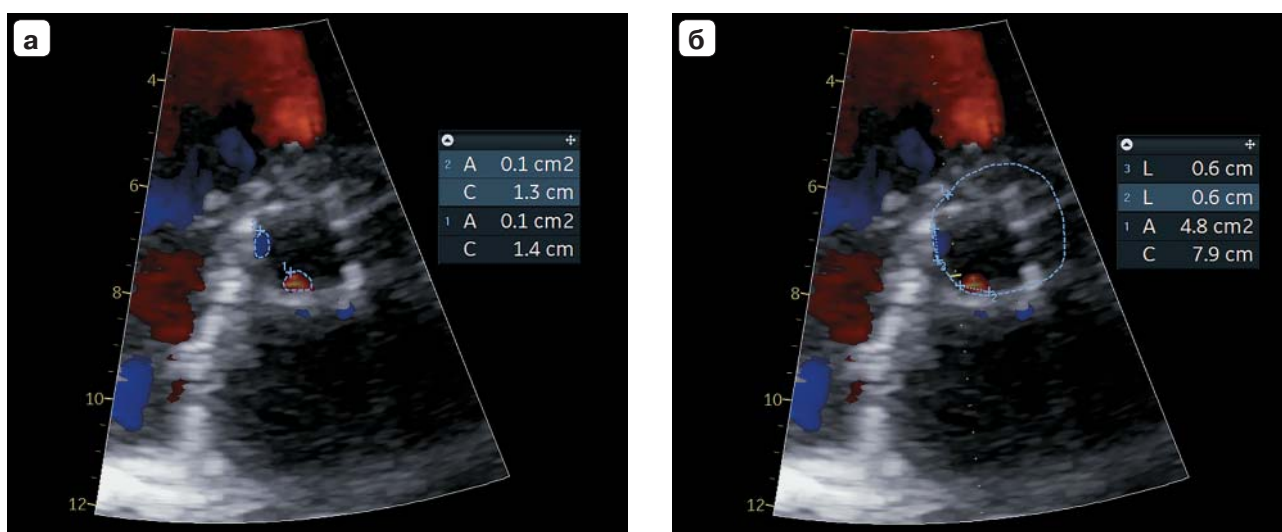 а
4
6
8
10
12
2 A 0.1 cm2
C 1.3 cm
1 A 0.1 cm2
C 1.4 cm
1
б
4
6
8
10
12
3 L 0.6 cm
2 L 0.6 cm
1 A 4.8 cm2
C 7.9 cm